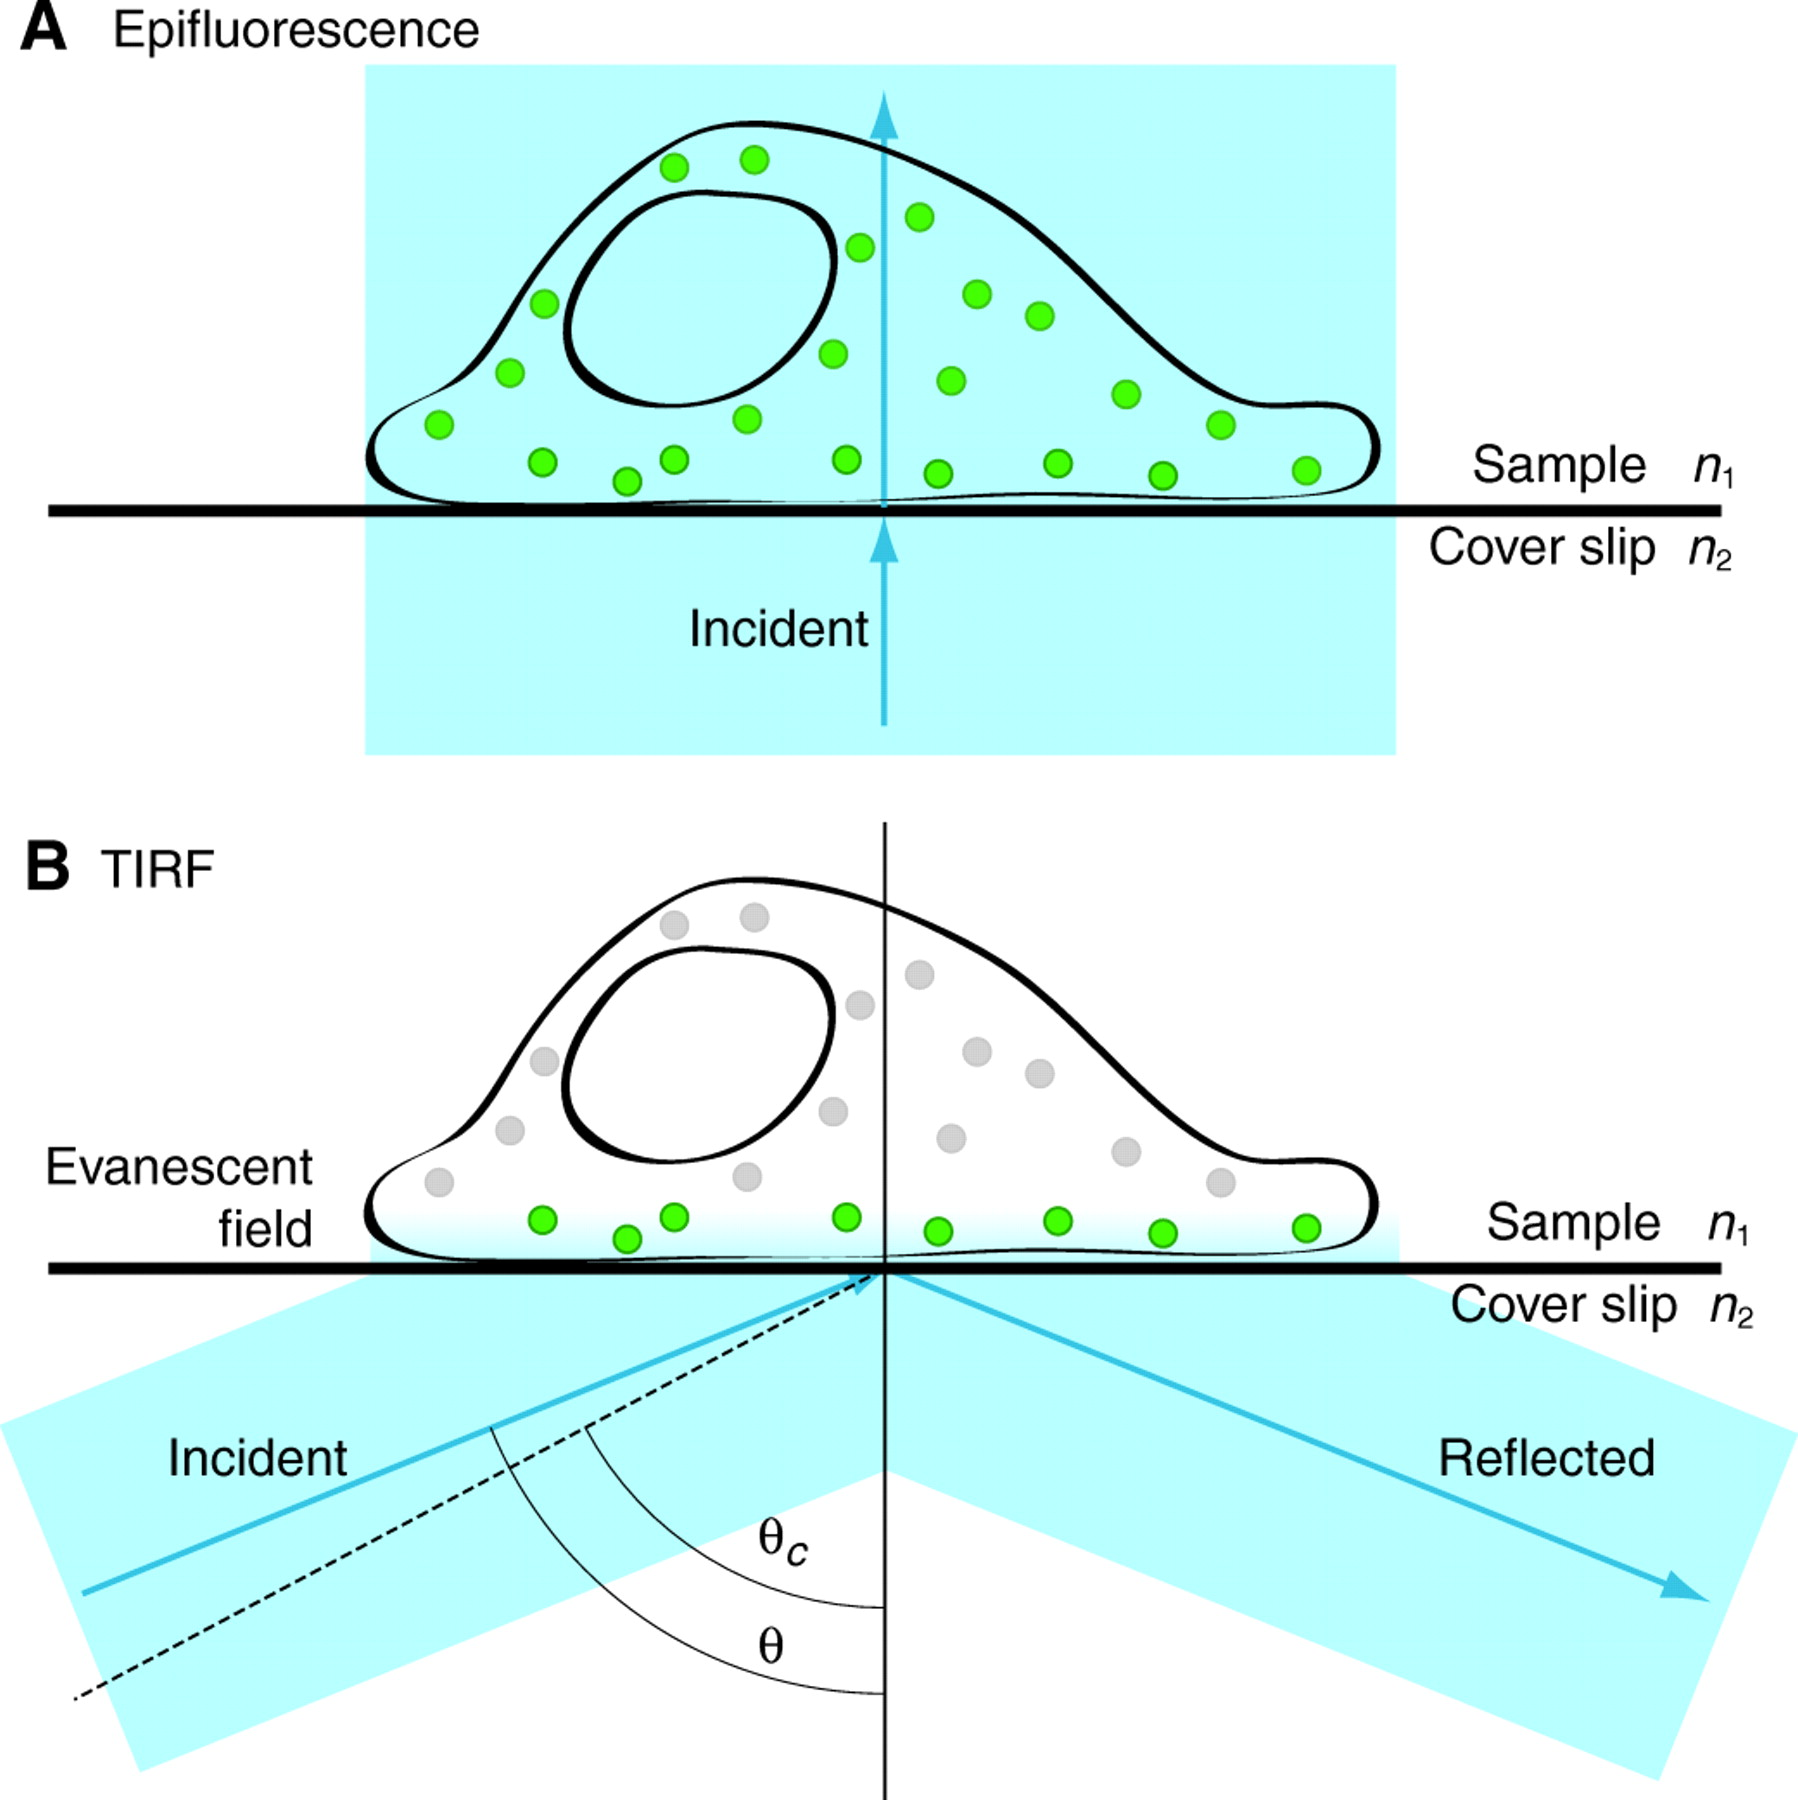 A Epifluorescence
Sample n₁
Cover slip n₂
Incident
B TIRF
Evanescent
field
Sample n₁
Cover slip n₂
Incident
Reflected
θc
θ